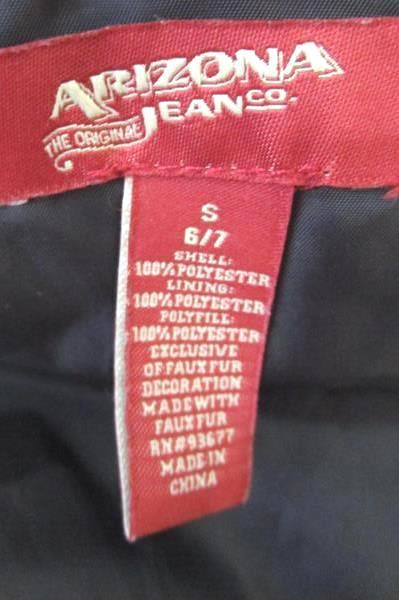 ARIZONA
THE ORIGINAL JEAN CO.
S
6/7
SHELL:
100% POLYESTER
LINING:
100% POLYESTER
POLYFILL:
100% POLYESTER
EXCLUSIVE
OF FAUX FUR
DECORATION
MADE WITH
FAUX FUR
RN# 93677
MADE IN
CHINA